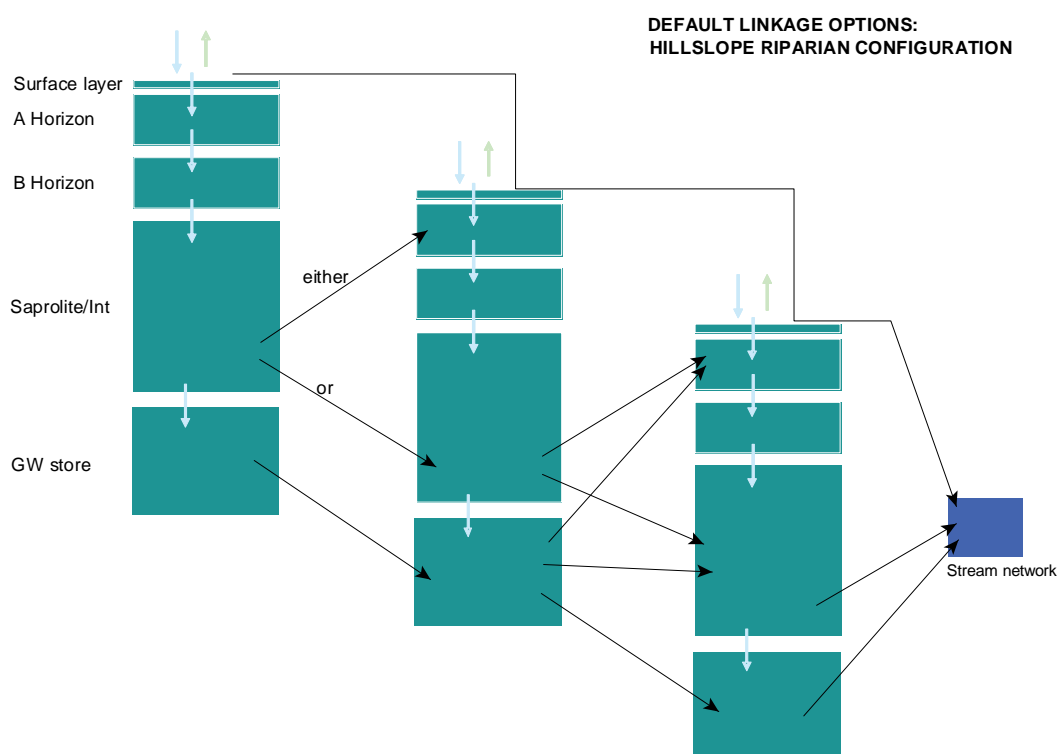 DEFAULT LINKAGE OPTIONS:
HILLSLOPE RIPARIAN CONFIGURATION
Surface layer
A Horizon
B Horizon
either
Saprolite/Int
or
GW store
Stream network